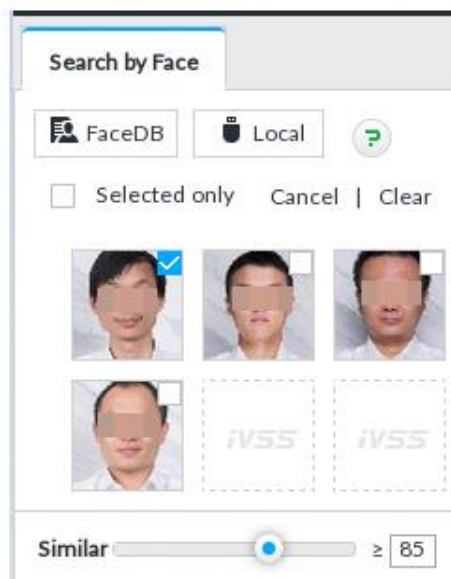 Search by Face
FaceDB Local ?
Selected only Cancel | Clear
iVSS iVSS
Similar ≥ 85